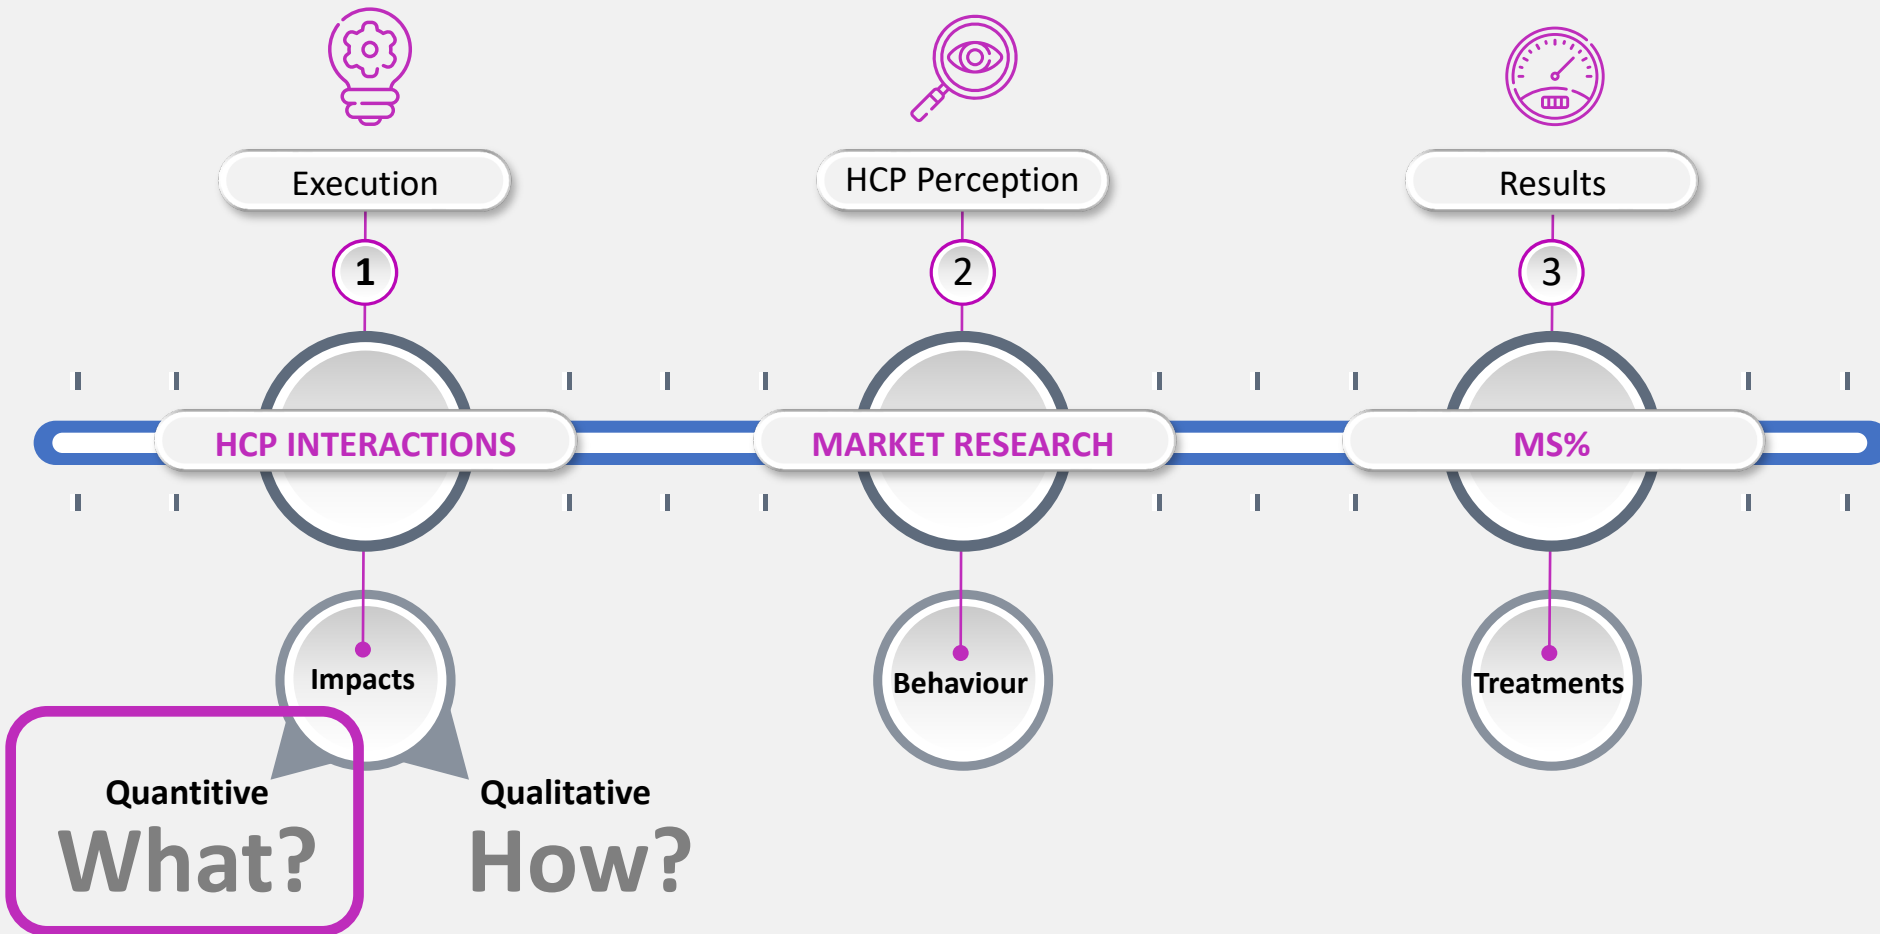 Execution
HCP Perception
Results
1
2
3
HCP INTERACTIONS
MARKET RESEARCH
MS%
Impacts
Behaviour
Treatments
Quantitive
Qualitative
What?
How?